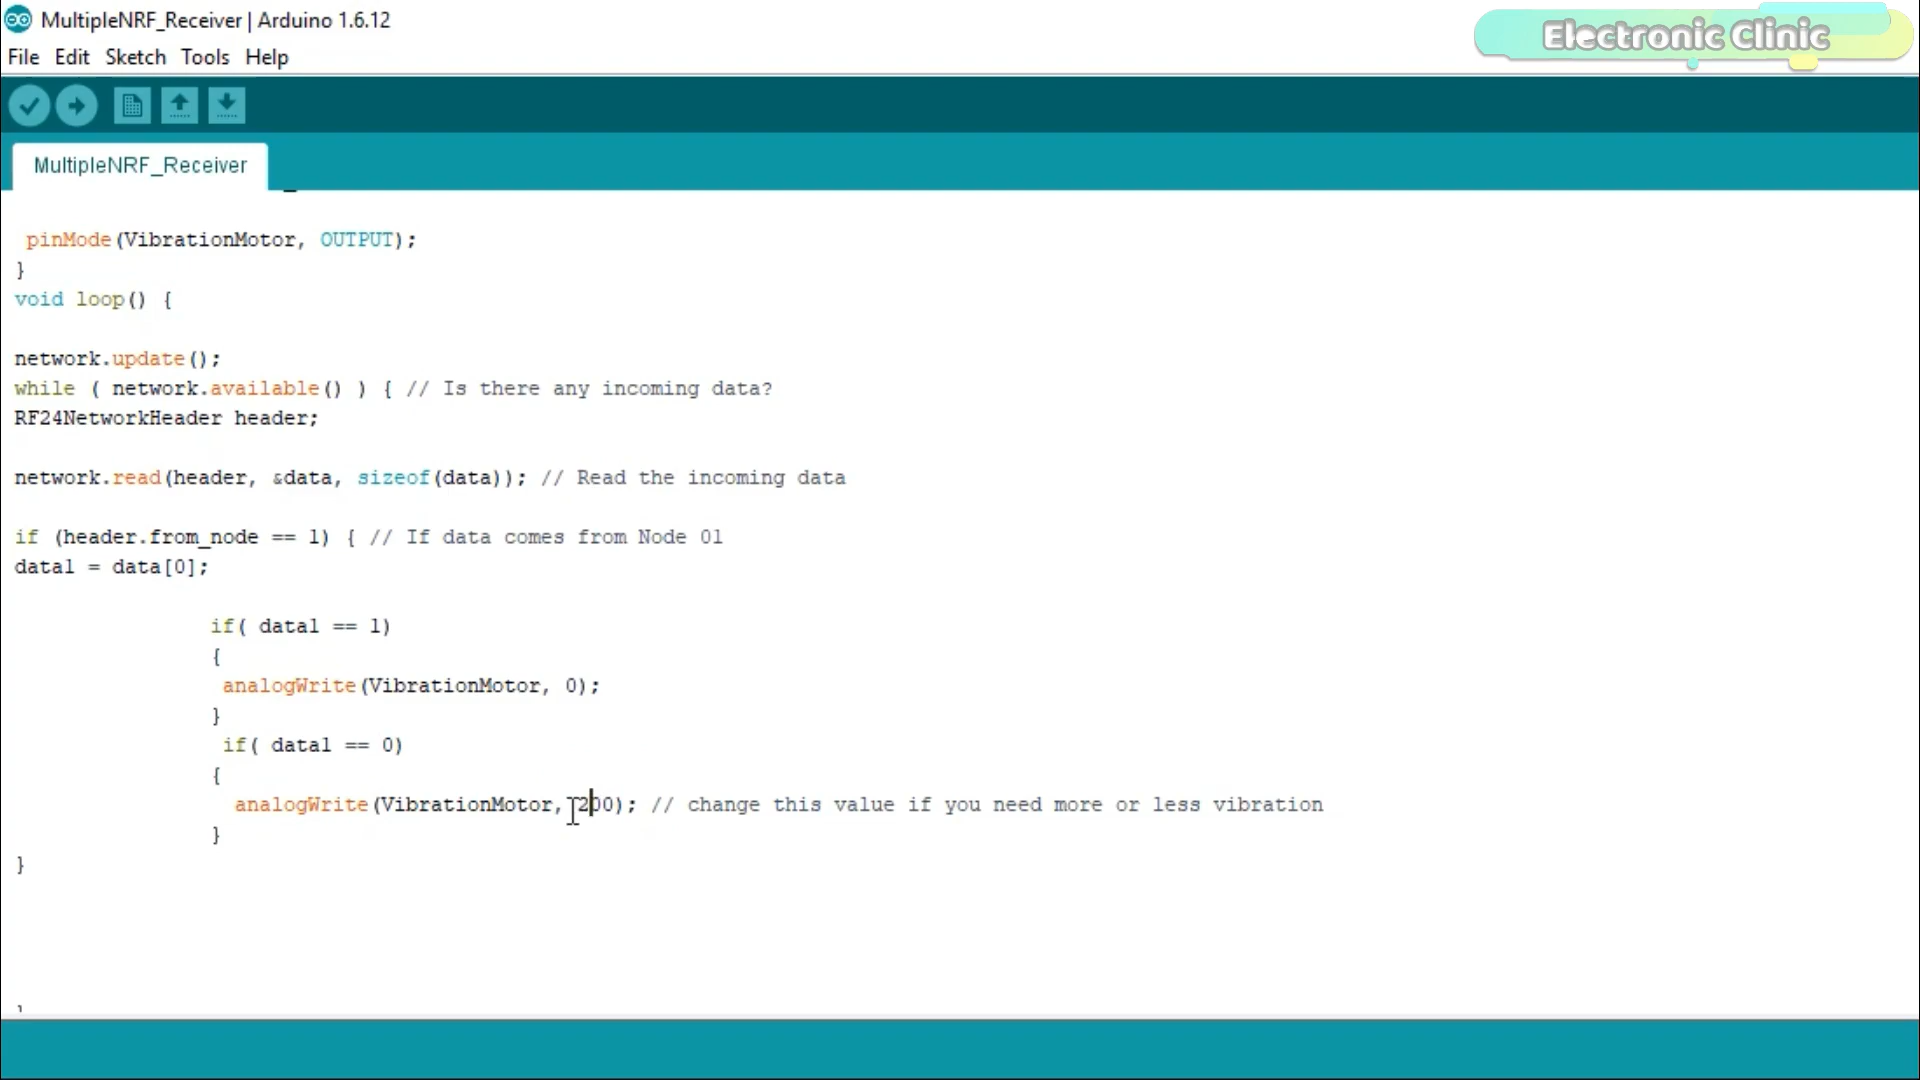 MultipleNRF_Receiver | Arduino 1.6.12
Electronic Clinic
File Edit Sketch Tools Help
MultipleNRF_Receiver
pinMode(VibrationMotor, OUTPUT);
}
void loop() {
network.update();
while ( network.available() ) { // Is there any incoming data?
RF24NetworkHeader header;
network.read(header, &data, sizeof(data)); // Read the incoming data
if (header.from_node == 1) { // If data comes from Node 01
data1 = data[0];
if( data1 == 1)
{
analogWrite(VibrationMotor, 0);
}
if( data1 == 0)
{
analogWrite(VibrationMotor, 200); // change this value if you need more or less vibration
}
}